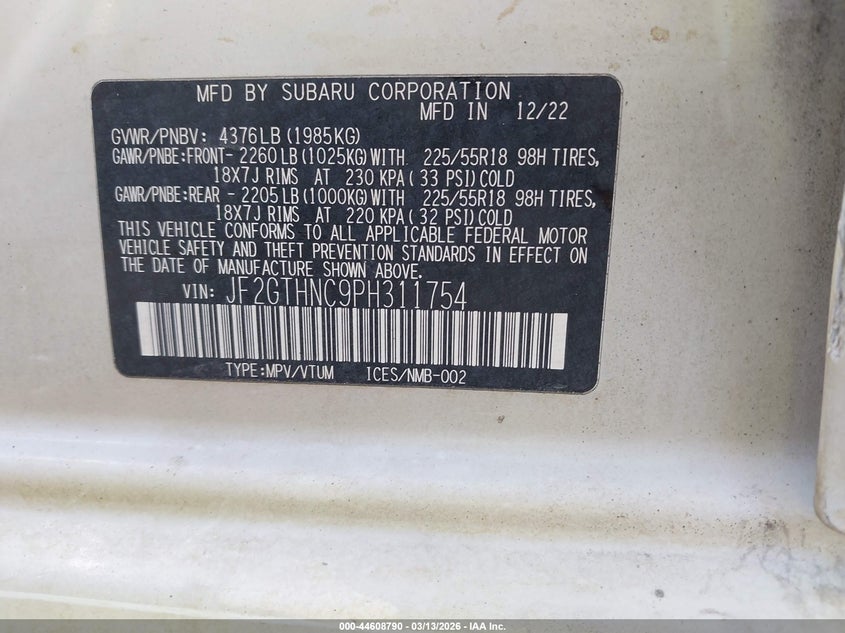 MFD BY SUBARU CORPORATION
MFD IN 12/22
GVWR/PNBV: 4376LB (1985KG)
GAWR/PNBE:FRONT- 2260 LB (1025KG) WITH 225/55R18 98H TIRES,
18X7J RIMS AT 230 KPA ( 33 PSI) COLD
GAWR/PNBE:REAR - 2205 LB (1000KG) WITH 225/55R18 98H TIRES,
18X7J RIMS AT 220 KPA ( 32 PSI) COLD
THIS VEHICLE CONFORMS TO ALL APPLICABLE FEDERAL MOTOR
VEHICLE SAFETY AND THEFT PREVENTION STANDARDS IN EFFECT ON
THE DATE OF MANUFACTURE SHOWN ABOVE.
VIN: JF2GTHNC9PH311754
TYPE:MPV/VTUM ICES/NMB-002
000-44608790 - 03/13/2026 - IAA Inc.